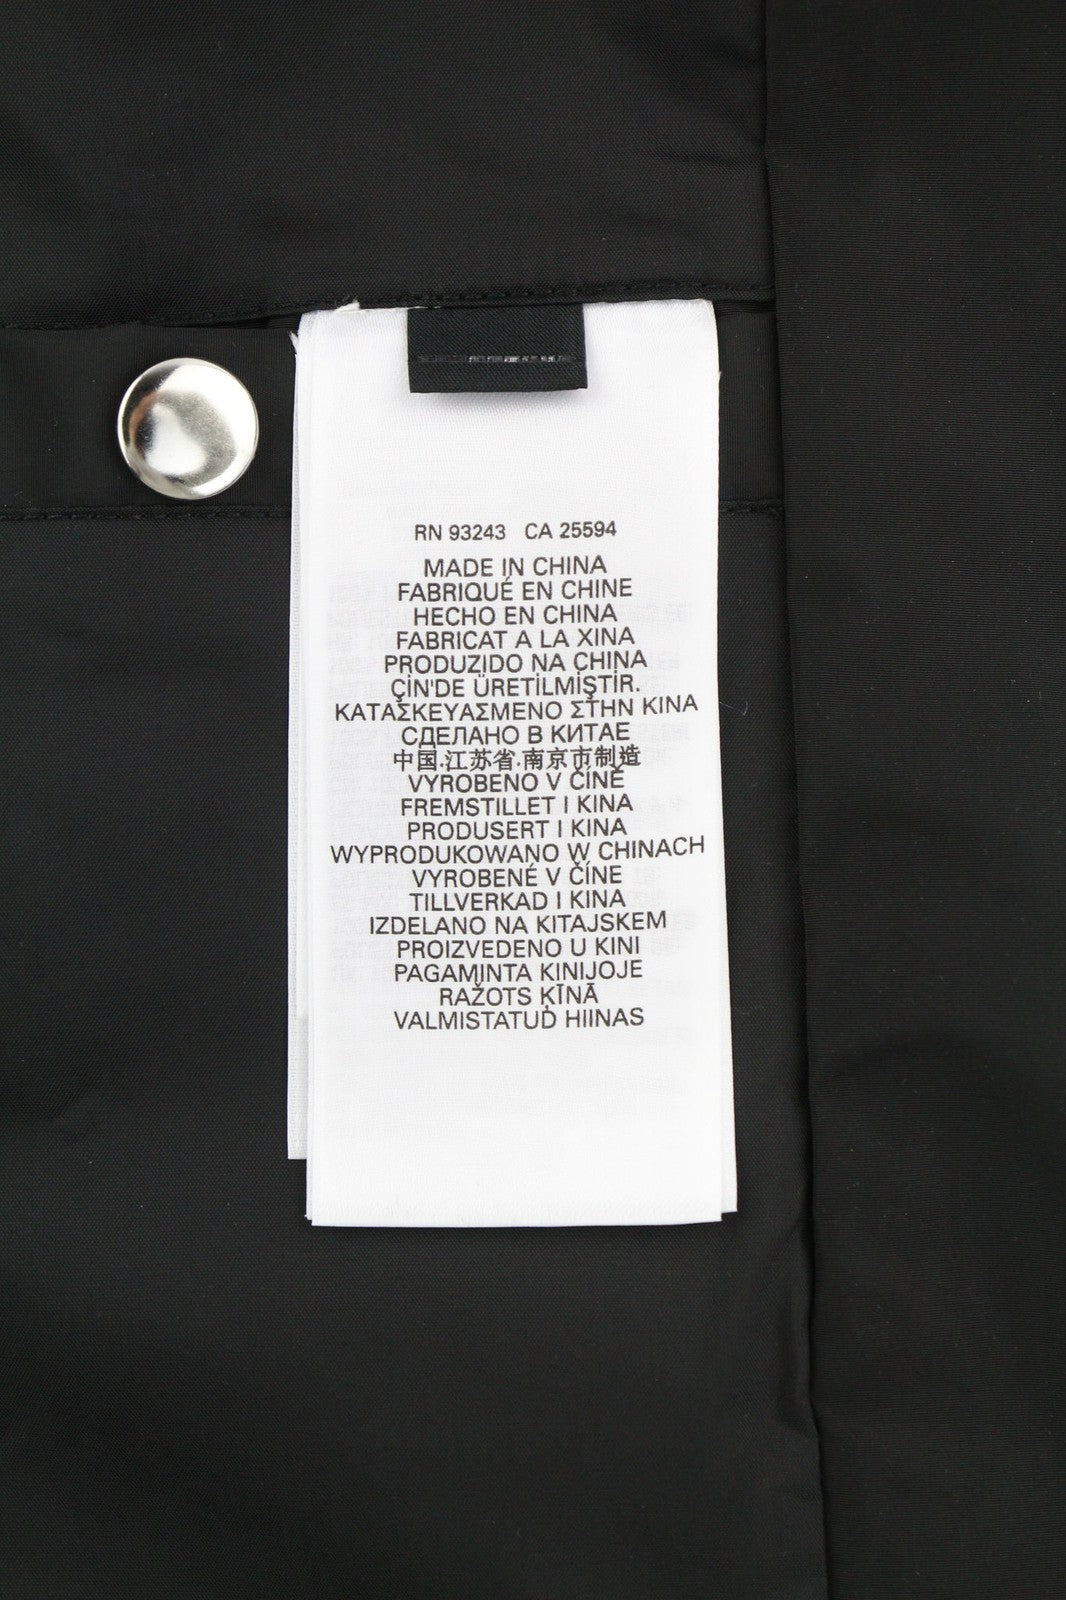 RN 93243 CA 25594
MADE IN CHINA
FABRIQUÉ EN CHINE
HECHO EN CHINA
FABRICAT A LA XINA
PRODUZIDO NA CHINA
ÇİN'DE ÜRETİLMİŞTİR.
ΚΑΤΑΣΚΕΥΑΣΜΕΝΟ ΣΤΗΝ ΚΙΝΑ
СДЕЛАНО В КИТАЕ
中国.江苏省.南京市制造
VYROBENO V ČÍNĚ
FREMSTILLET I KINA
PRODUSERT I KINA
WYPRODUKOWANO W CHINACH
VYROBENÉ V ČÍNE
TILLVERKAD I KINA
IZDELANO NA KITAJSKEM
PROIZVEDENO U KINI
PAGAMINTA KINIJOJE
RAŽOTS ĶĪNĀ
VALMISTATUD HIINAS